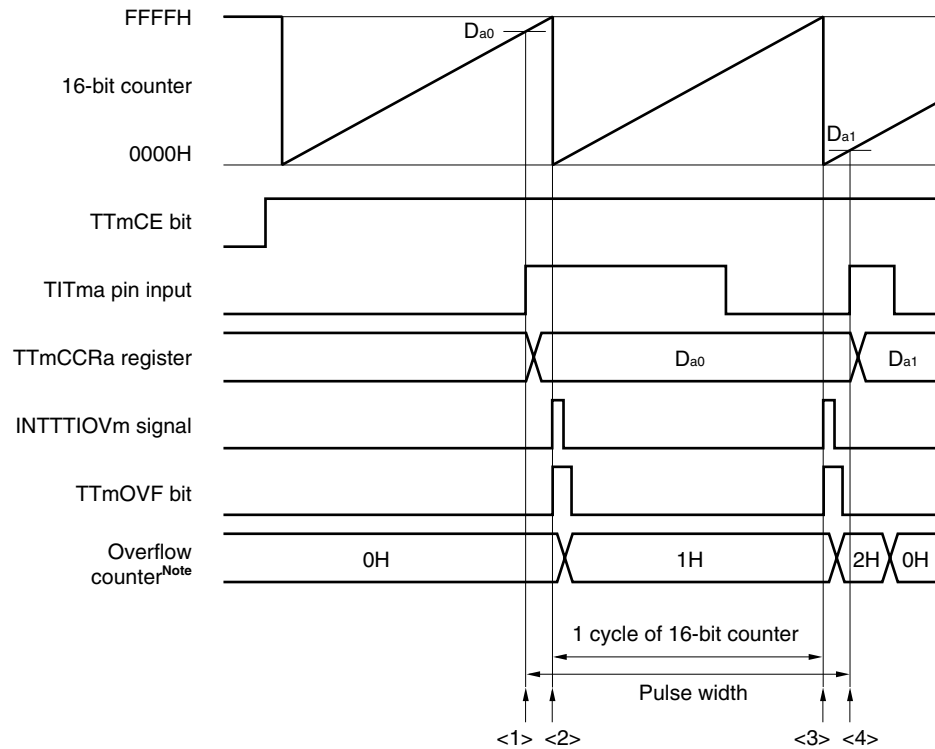 FFFFH
Da0
16-bit counter
0000H
Da1
TTmCE bit
TITma pin input
TTmCCRa register
Da0
Da1
INTTTIOVm signal
TTmOVF bit
Overflow
counterNote
0H
1H
2H
0H
1 cycle of 16-bit counter
Pulse width
<1> <2> <3> <4>